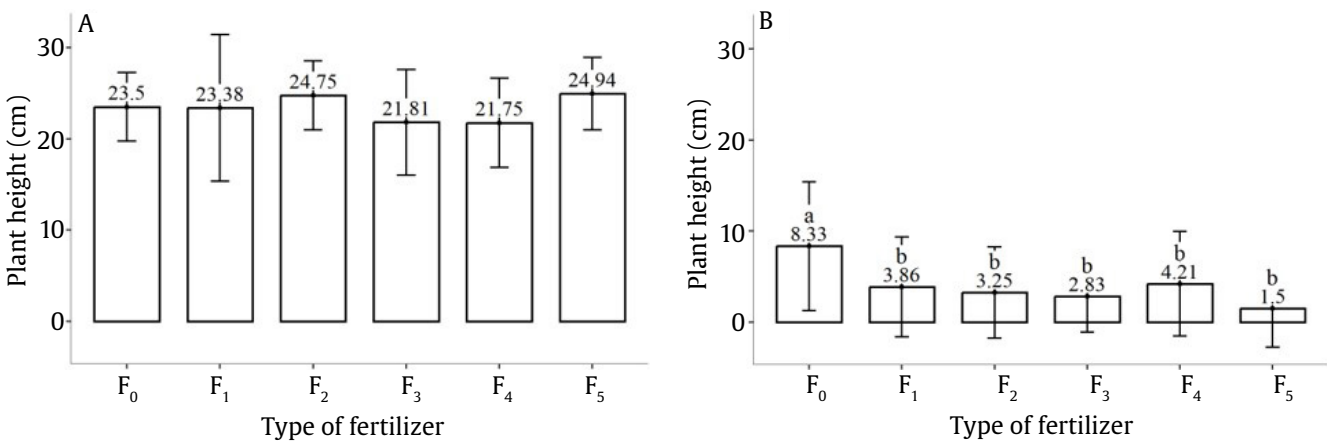 A
Plant height (cm)
30
20
10
0
23.5
23.38
24.75
21.81
21.75
24.94
F₀
F₁
F₂
F₃
F₄
F₅
Type of fertilizer
B
Plant height (cm)
30
20
10
0
a
8.33
b
3.86
b
3.25
b
2.83
b
4.21
b
1.5
F₀
F₁
F₂
F₃
F₄
F₅
Type of fertilizer